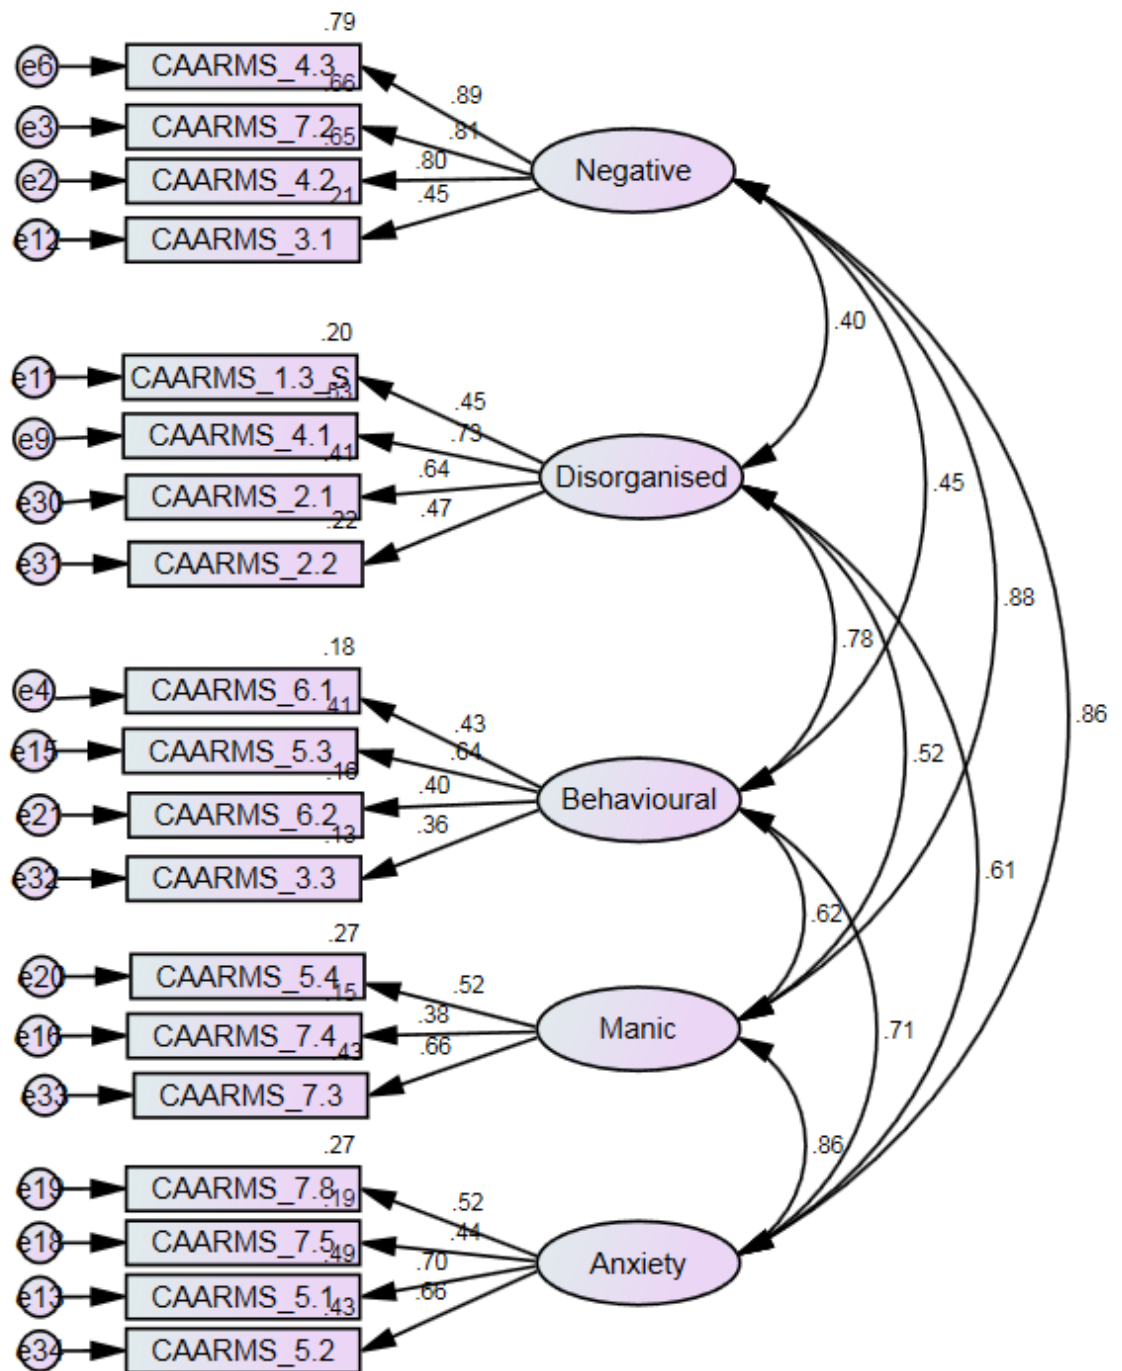 .79
e6 CAARMS_4.3
.66
.89
e3 CAARMS_7.2
.65
.81
Negative
e2 CAARMS_4.2
.21
.80
e12 CAARMS_3.1
.45
.40
.20
e11 CAARMS_1.3_S
.53
.45
e9 CAARMS_4.1
.41
.73
Disorganised
e30 CAARMS_2.1
.22
.64
e31 CAARMS_2.2
.47
.45
.88
.78
.18
e4 CAARMS_6.1
.41
.43
e15 CAARMS_5.3
.16
.64
Behavioural
e21 CAARMS_6.2
.13
.40
e32 CAARMS_3.3
.36
.86
.52
.61
.62
.27
e20 CAARMS_5.4
.15
.52
e16 CAARMS_7.4
.43
.38
Manic
e33 CAARMS_7.3
.66
.71
.86
.27
e19 CAARMS_7.8
.19
.52
e18 CAARMS_7.5
.49
.44
Anxiety
e13 CAARMS_5.1
.43
.70
e34 CAARMS_5.2
.66